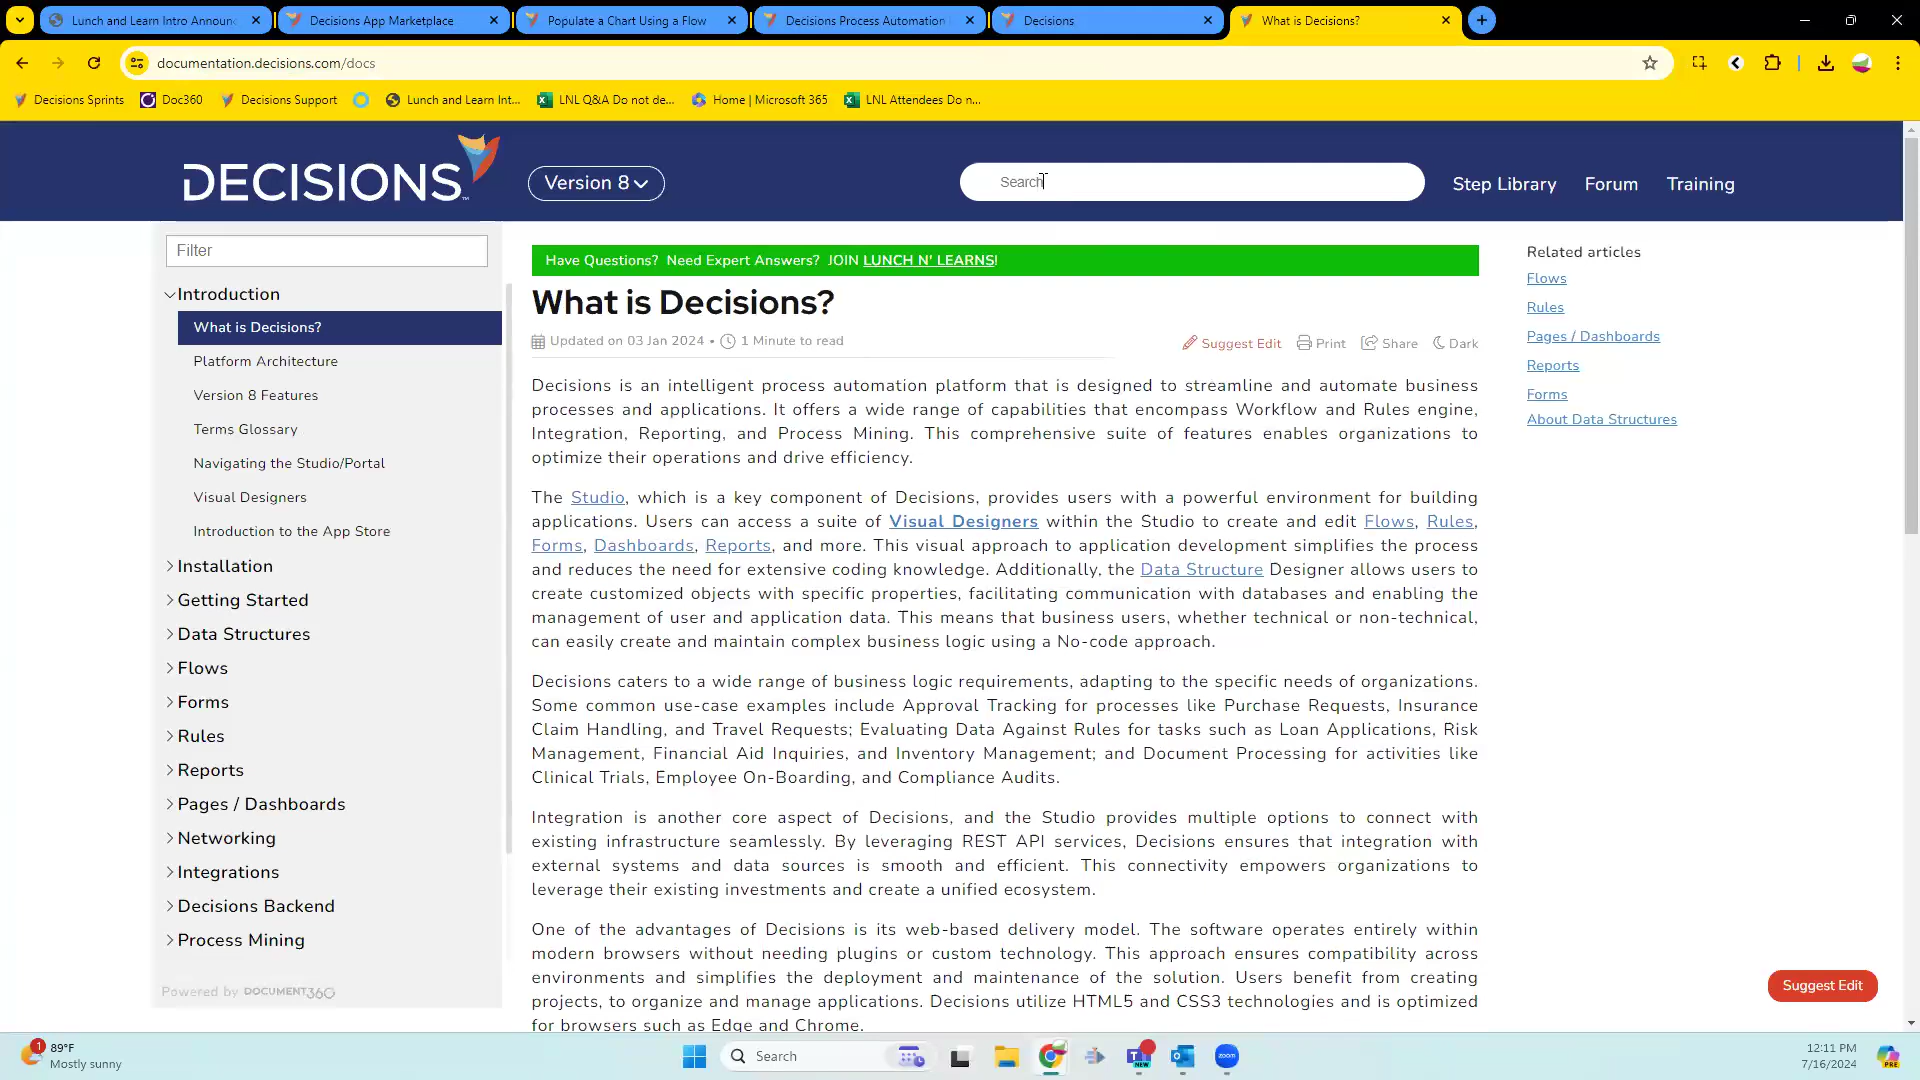 Lunch and Learn Intro Announ
Decisions App Marketplace
Populate a Chart Using a Flow
Decisions Process Automation
Decisions
What is Decisions?
documentation.decisions.com/docs
Decisions Sprints
Doc360
Decisions Support
Lunch and Learn Int...
LNL Q&A Do not de...
Home | Microsoft 365
LNL Attendees Do n...
DECISIONS
Version 8
Search
Step Library
Forum
Training
Filter
Introduction
What is Decisions?
Platform Architecture
Version 8 Features
Terms Glossary
Navigating the Studio/Portal
Visual Designers
Introduction to the App Store
Installation
Getting Started
Data Structures
Flows
Forms
Rules
Reports
Pages / Dashboards
Networking
Integrations
Decisions Backend
Process Mining
Powered by DOCUMENT360
Have Questions? Need Expert Answers? JOIN LUNCH N' LEARNS!
What is Decisions?
Updated on 03 Jan 2024 • 1 Minute to read
Suggest Edit
Print
Share
Dark
Decisions is an intelligent process automation platform that is designed to streamline and automate business
processes and applications. It offers a wide range of capabilities that encompass Workflow and Rules engine,
Integration, Reporting, and Process Mining. This comprehensive suite of features enables organizations to
optimize their operations and drive efficiency.
The Studio, which is a key component of Decisions, provides users with a powerful environment for building
applications. Users can access a suite of Visual Designers within the Studio to create and edit Flows, Rules,
Forms, Dashboards, Reports, and more. This visual approach to application development simplifies the process
and reduces the need for extensive coding knowledge. Additionally, the Data Structure Designer allows users to
create customized objects with specific properties, facilitating communication with databases and enabling the
management of user and application data. This means that business users, whether technical or non-technical,
can easily create and maintain complex business logic using a No-code approach.
Decisions caters to a wide range of business logic requirements, adapting to the specific needs of organizations.
Some common use-case examples include Approval Tracking for processes like Purchase Requests, Insurance
Claim Handling, and Travel Requests; Evaluating Data Against Rules for tasks such as Loan Applications, Risk
Management, Financial Aid Inquiries, and Inventory Management; and Document Processing for activities like
Clinical Trials, Employee On-Boarding, and Compliance Audits.
Integration is another core aspect of Decisions, and the Studio provides multiple options to connect with
existing infrastructure seamlessly. By leveraging REST API services, Decisions ensures that integration with
external systems and data sources is smooth and efficient. This connectivity empowers organizations to
leverage their existing investments and create a unified ecosystem.
One of the advantages of Decisions is its web-based delivery model. The software operates entirely within
modern browsers without needing plugins or custom technology. This approach ensures compatibility across
environments and simplifies the deployment and maintenance of the solution. Users benefit from creating
projects, to organize and manage applications. Decisions utilize HTML5 and CSS3 technologies and is optimized
for browsers such as Edge and Chrome.
Related articles
Flows
Rules
Pages / Dashboards
Reports
Forms
About Data Structures
Suggest Edit
1
89°F
Mostly sunny
Search
NEW
zoom
12:11 PM
7/16/2024
PRE